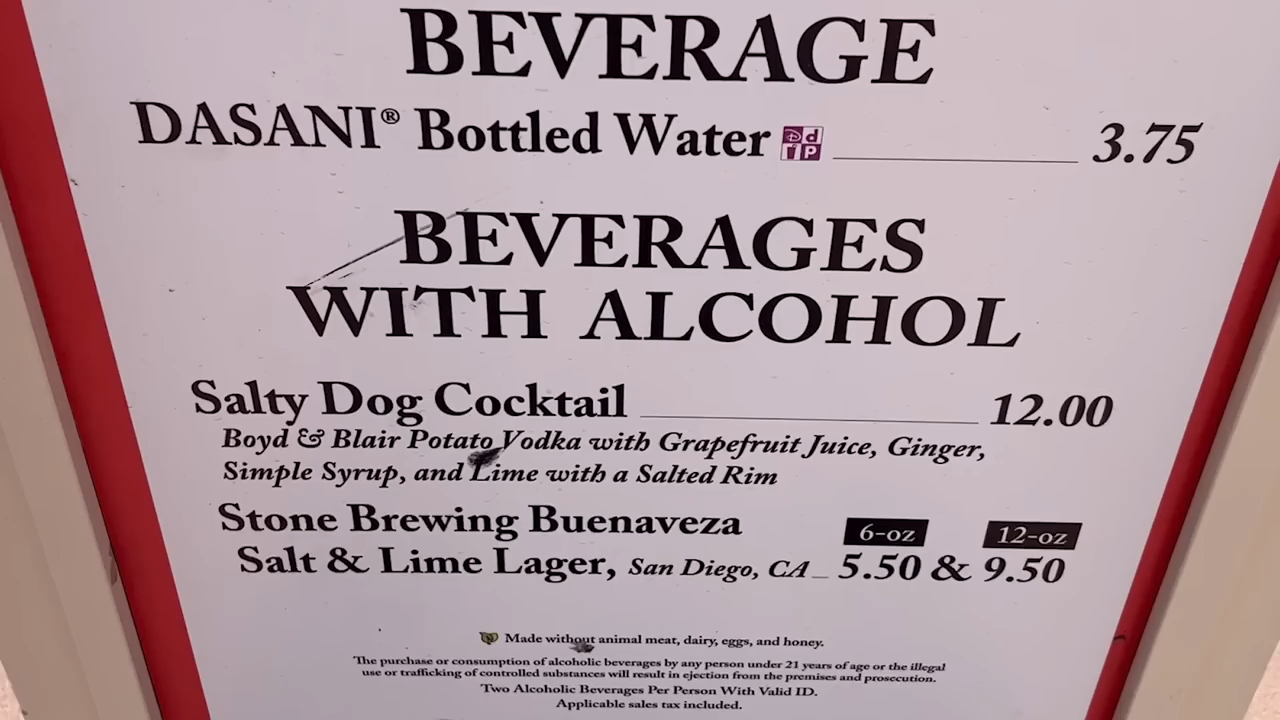 BEVERAGE
DASANI® Bottled Water DdiP 3.75
BEVERAGES
WITH ALCOHOL
Salty Dog Cocktail 12.00
Boyd & Blair Potato Vodka with Grapefruit Juice, Ginger,
Simple Syrup, and Lime with a Salted Rim
Stone Brewing Buenaveza 6-oz 12-oz
Salt & Lime Lager, San Diego, CA 5.50 & 9.50
Made without animal meat, dairy, eggs, and honey.
The purchase or consumption of alcoholic beverages by any person under 21 years of age or the illegal
use or trafficking of controlled substances will result in ejection from the premises and prosecution.
Two Alcoholic Beverages Per Person With Valid ID.
Applicable sales tax included.